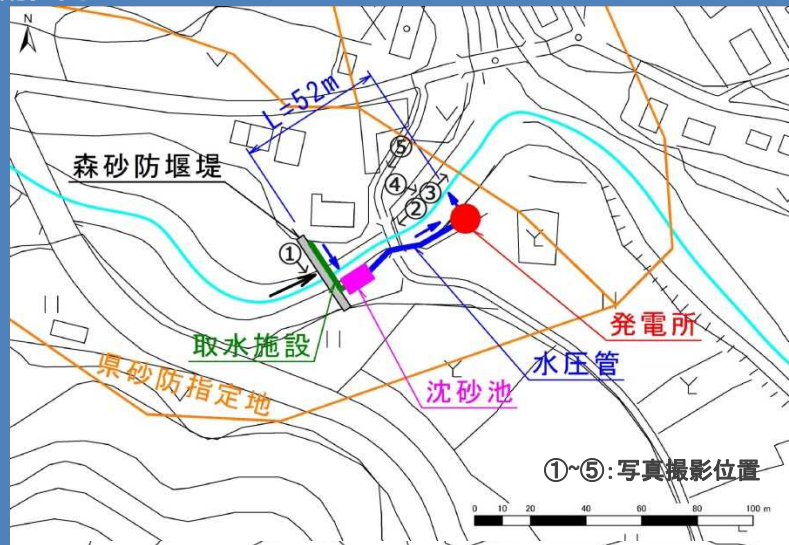 N
L=52m
森砂防堰堤
⑤
④
③
②
①
取水施設
発電所
水圧管
沈砂池
県砂防指定地
①~⑤:写真撮影位置
0 10 20 40 60 80 100 m